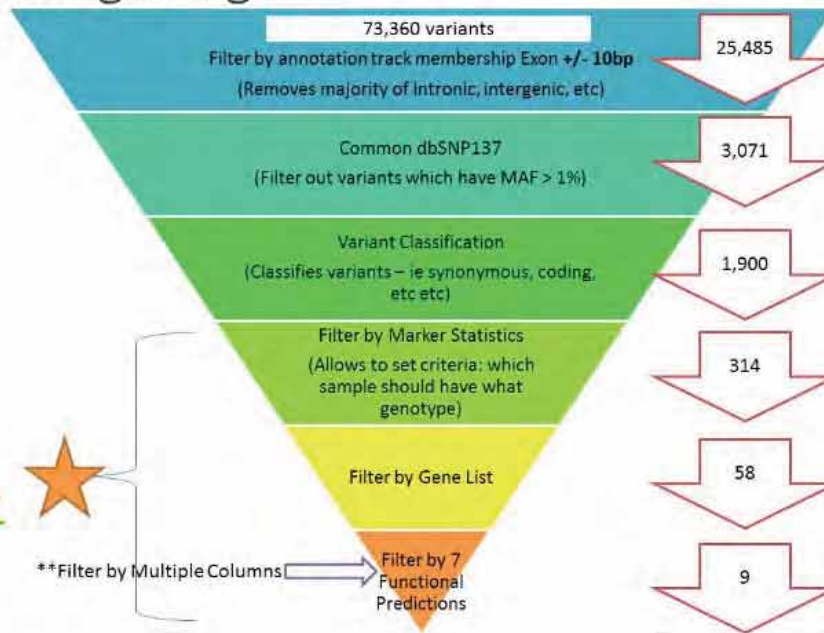 73,360 variants
Filter by annotation track membership Exon +/- 10bp
(Removes majority of intronic, intergenic, etc)
25,485
Common dbSNP137
(Filter out variants which have MAF > 1%)
3,071
Variant Classification
(Classifies variants – ie synonymous, coding,
etc etc)
1,900
Filter by Marker Statistics
(Allows to set criteria: which
sample should have what
genotype)
314
Filter by Gene List
58
**Filter by Multiple Columns
Filter by 7
Functional
Predictions
9